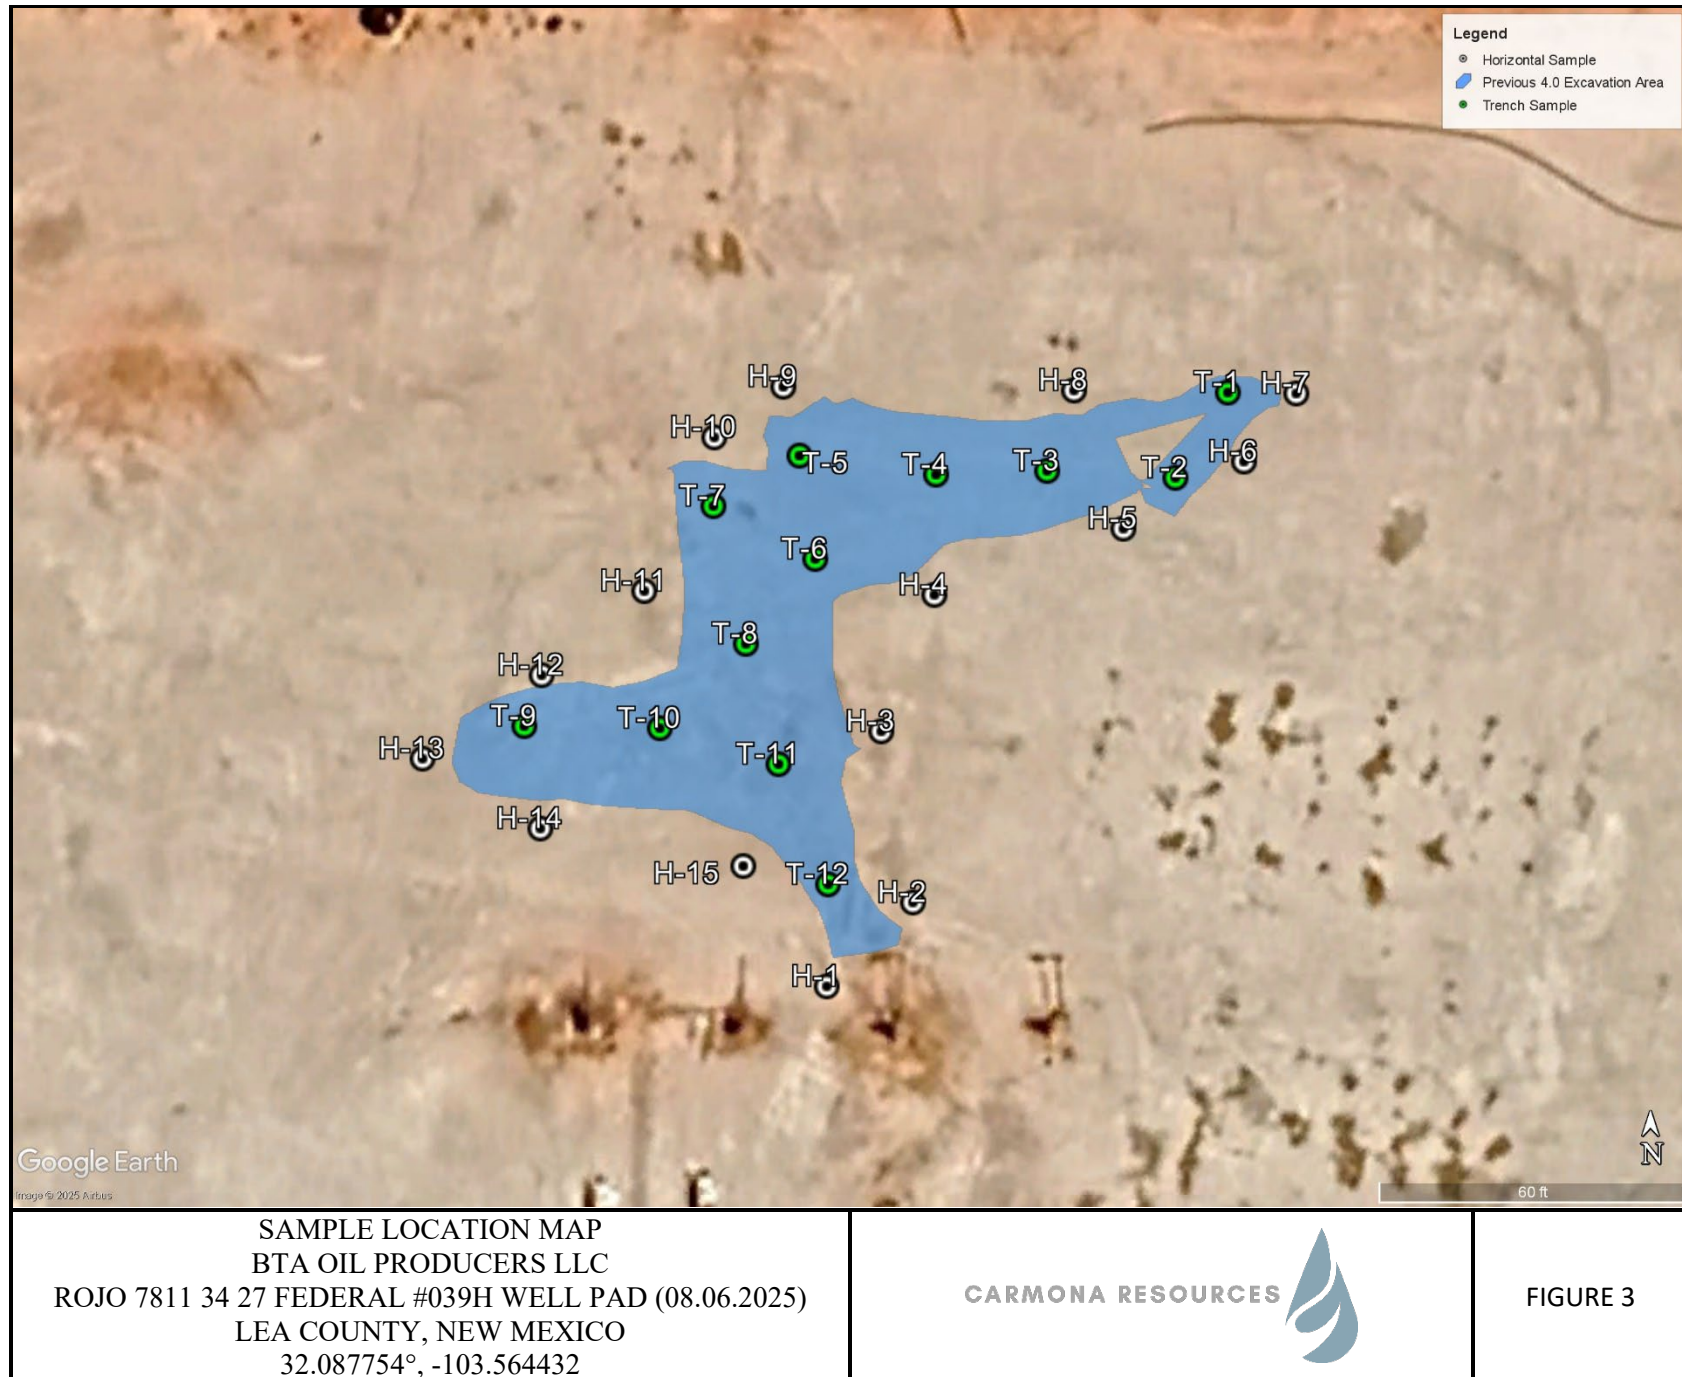 Legend
Horizontal Sample
Previous 4.0 Excavation Area
Trench Sample
H-9
H-8
T-1
H-7
H-10
T-5
T-4
T-3
T-2
H-6
T-7
H-5
T-6
H-11
H-4
T-8
H-12
T-9
T-10
H-3
H-13
T-11
H-14
H-15
T-12
H-2
H-1
N
Google Earth
Image © 2025 Airbus
60 ft
SAMPLE LOCATION MAP
BTA OIL PRODUCERS LLC
ROJO 7811 34 27 FEDERAL #039H WELL PAD (08.06.2025)
LEA COUNTY, NEW MEXICO
32.087754°, -103.564432
CARMONA RESOURCES
FIGURE 3